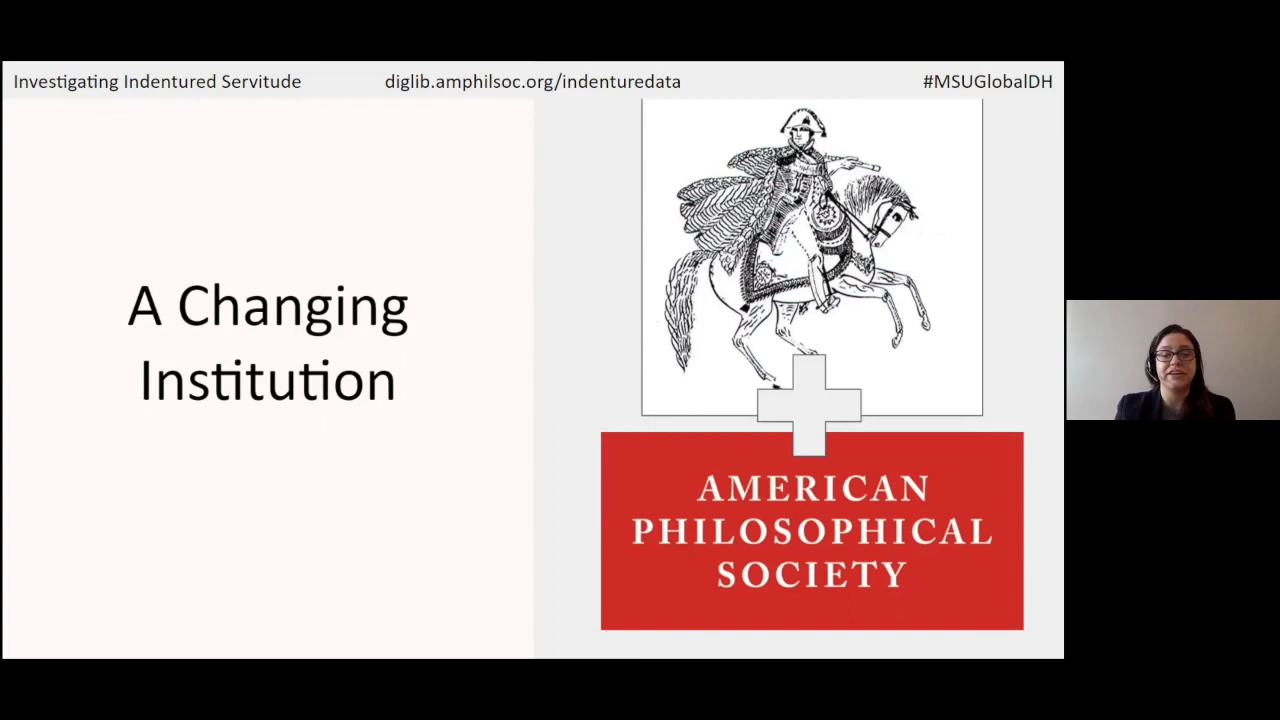 Investigating Indentured Servitude
diglib.amphilsoc.org/indenturedata
#MSUGlobalDH
A Changing
Institution
AMERICAN
PHILOSOPHICAL
SOCIETY